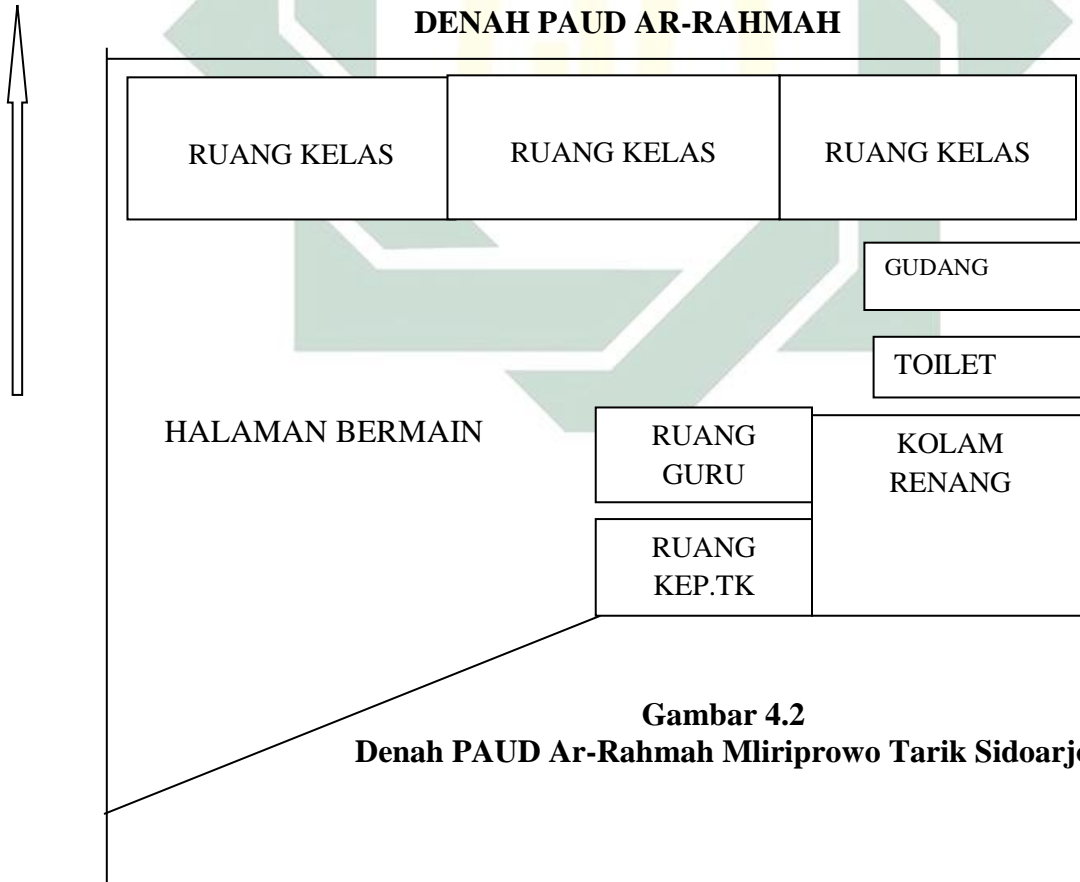 DENAH PAUD AR-RAHMAH
RUANG KELAS
RUANG KELAS
RUANG KELAS
GUDANG
TOILET
HALAMAN BERMAIN
RUANG
GURU
KOLAM
RENANG
RUANG
KEP.TK
Gambar 4.2
Denah PAUD Ar-Rahmah Mliriprowo Tarik Sidoarjo